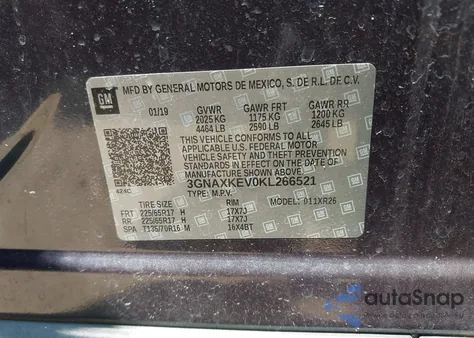 GM
MFD BY GENERAL MOTORS DE MEXICO, S. DE R.L. DE C.V.
01/19 GVWR GAWR FRT GAWR RR
2025 KG 1175 KG 1200 KG
4464 LB 2590 LB 2645 LB
THIS VEHICLE CONFORMS TO ALL
APPLICABLE U.S. FEDERAL MOTOR
VEHICLE SAFETY, BUMPER, AND THEFT
PREVENTION STANDARDS IN EFFECT ON
THE DATE OF MANUFACTURE SHOWN ABOVE.
3GNAXKEV0KL266521
TYPE: M.P.V. MODEL: 011XR26
TIRE SIZE RIM
FRT 225/65R17 H 17X7J
RR 225/65R17 H 17X7J
SPA T135/70R16 M 16X4BT
autoSnap